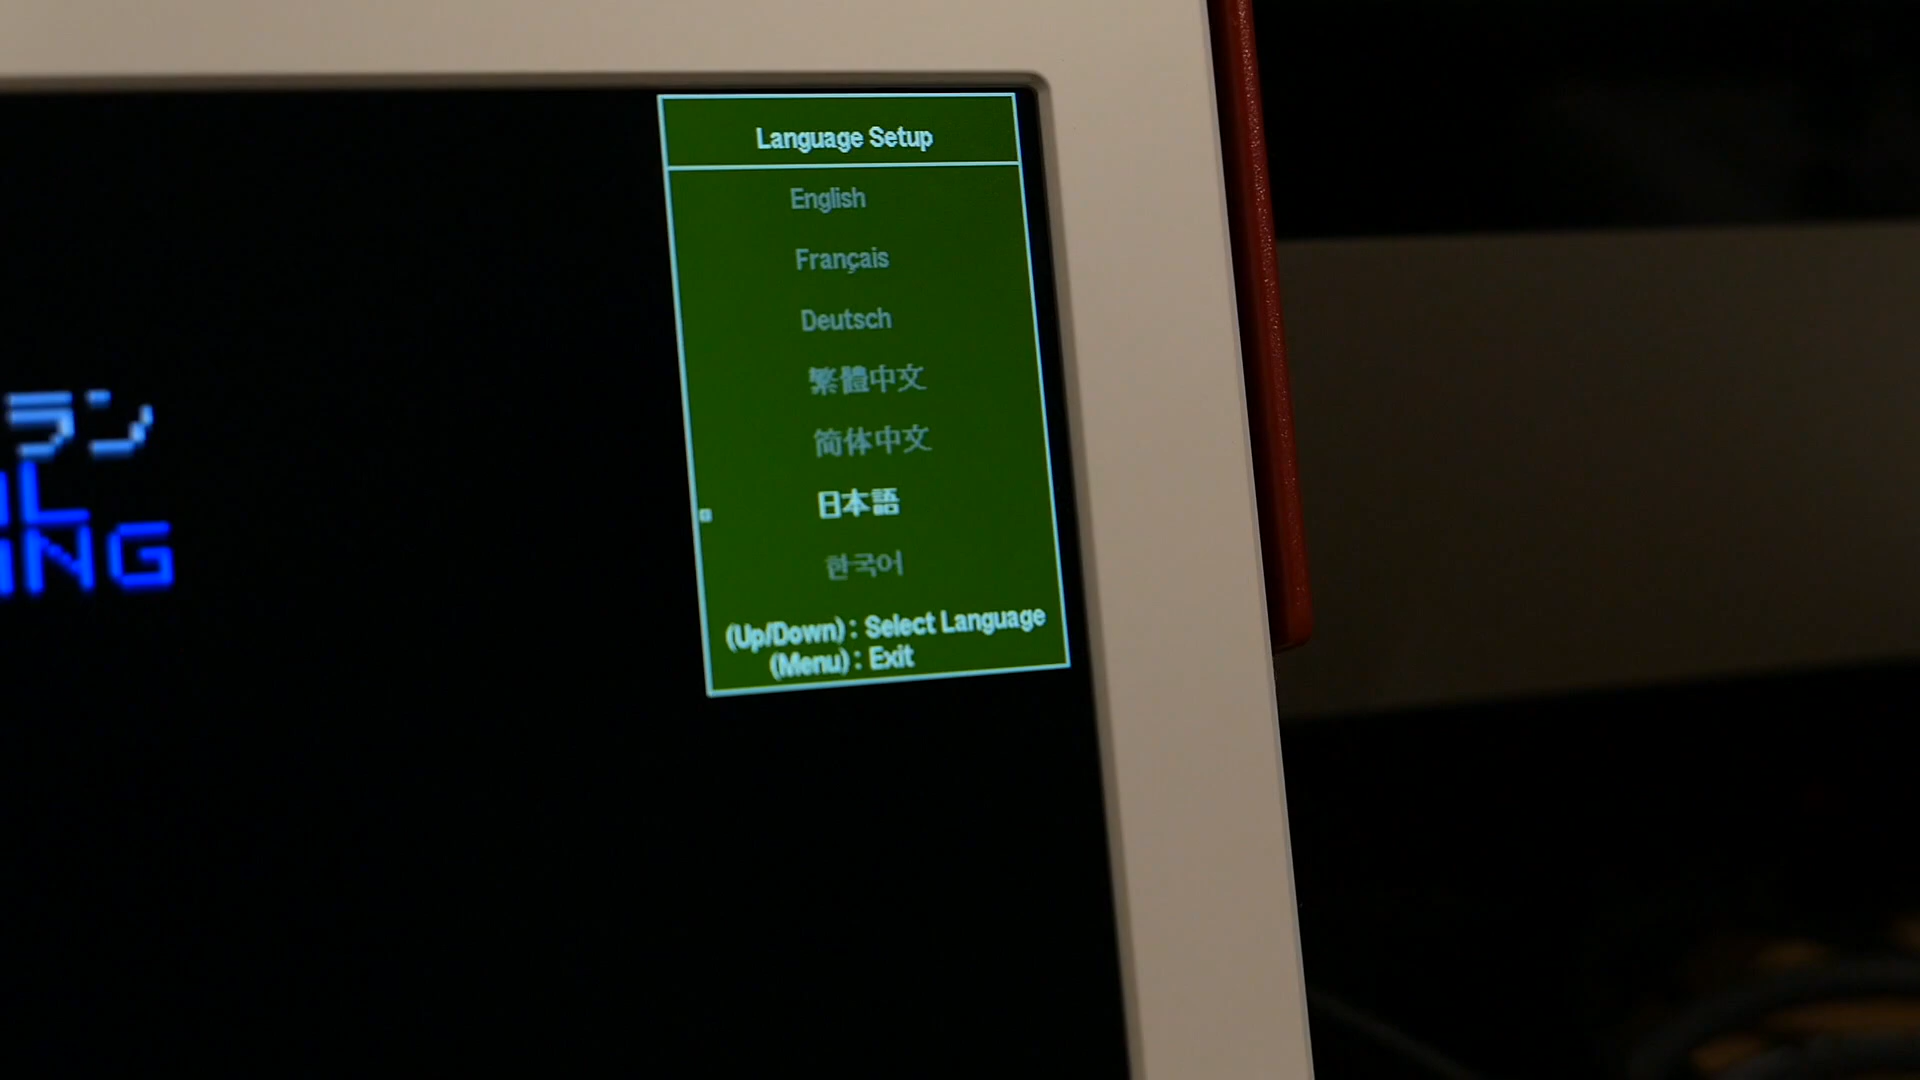 Language Setup
English
Français
Deutsch
繁體中文
简体中文
日本語
한국어
(Up/Down) : Select Language
(Menu) : Exit
ラン
L
NG